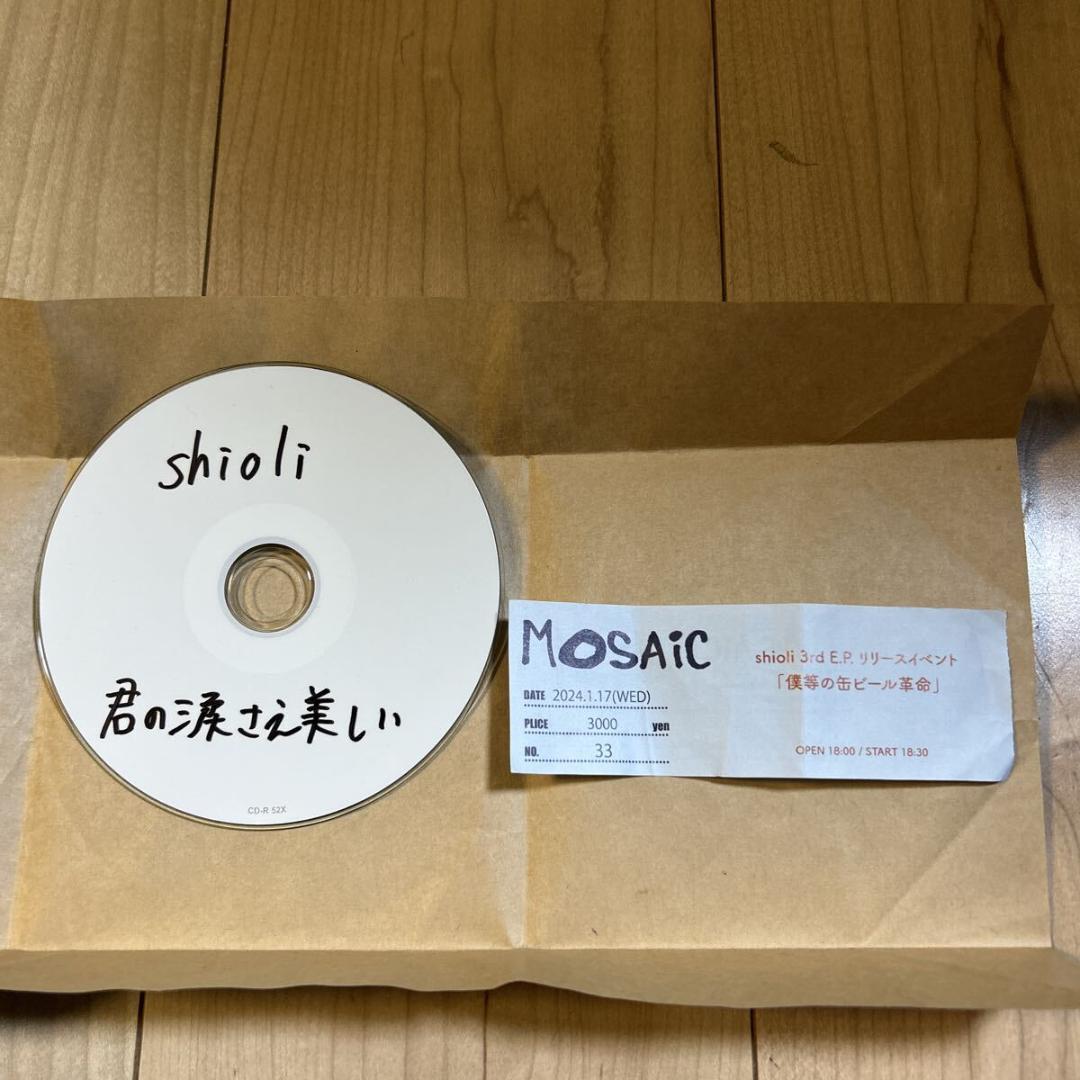 shioli
君の涙さえ美しい
CD-R 52X
MOSAiC
DATE 2024.1.17(WED)
PLICE 3000 yen
NO. 33
shioli 3rd E.P. リリースイベント
「僕等の缶ビール革命」
OPEN 18:00 / START 18:30